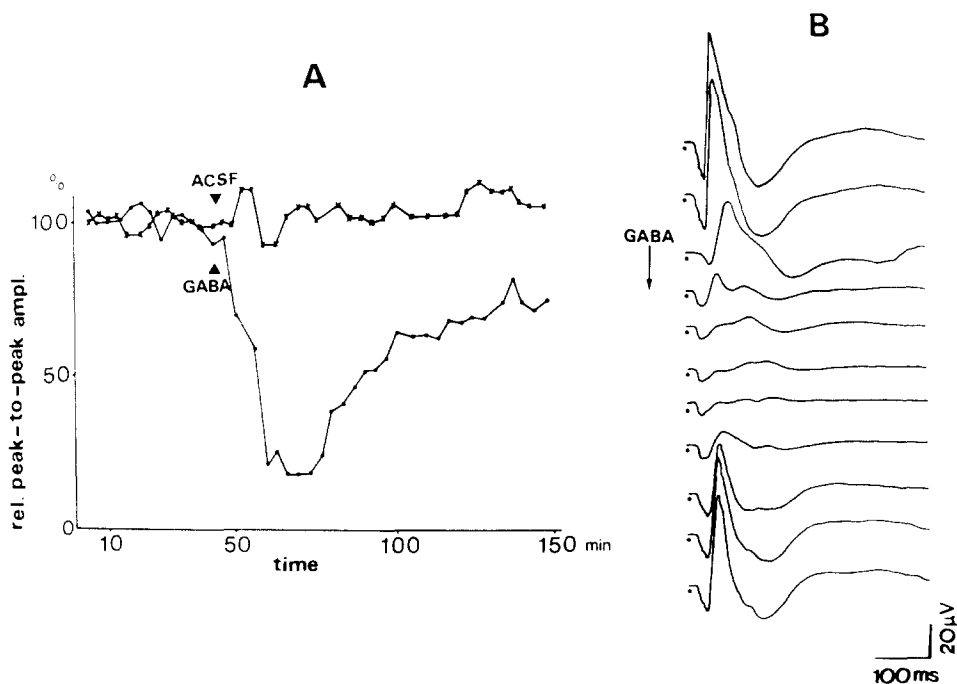 A
B
%
ACSF
100
GABA
50
0
rel. peak-to-peak ampl.
10
50
100
150 min
time
GABA
20µV
100ms